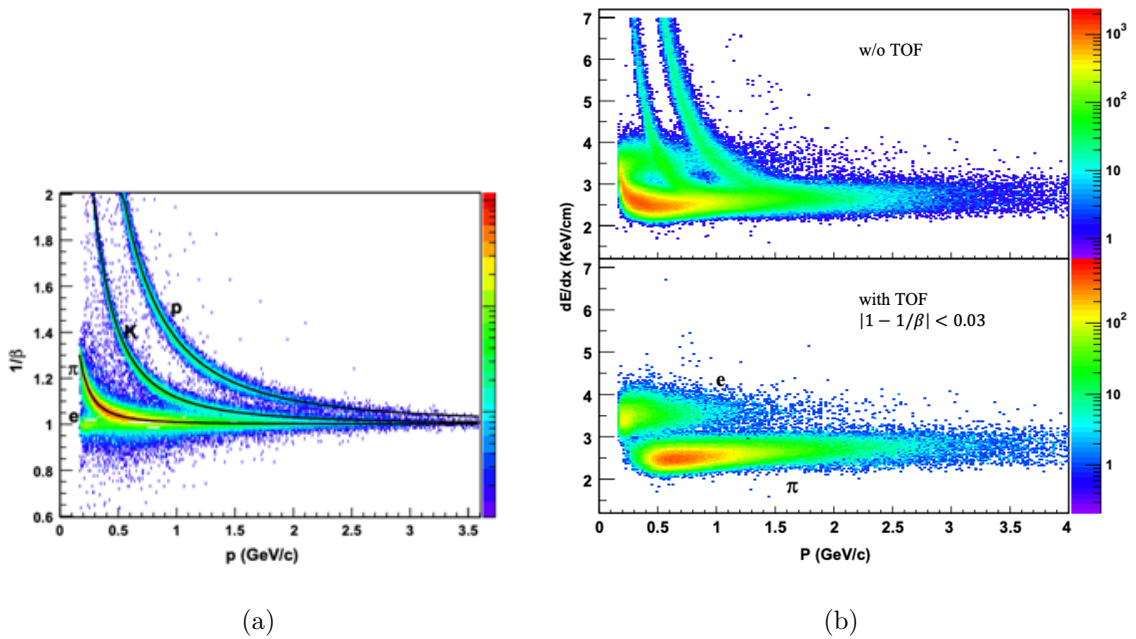 2
1.8
1.6
1.4
1.2
1
0.8
0.6
1/β
p
K
π
e
0 0.5 1 1.5 2 2.5 3 3.5
p (GeV/c)
(a)
7
6
5
4
3
2
w/o TOF
10³
10²
10
1
dE/dx (KeV/cm)
7
6
5
4
3
2
with TOF
|1 − 1/β| < 0.03
e
π
10²
10
1
0 0.5 1 1.5 2 2.5 3 3.5 4
P (GeV/c)
(b)